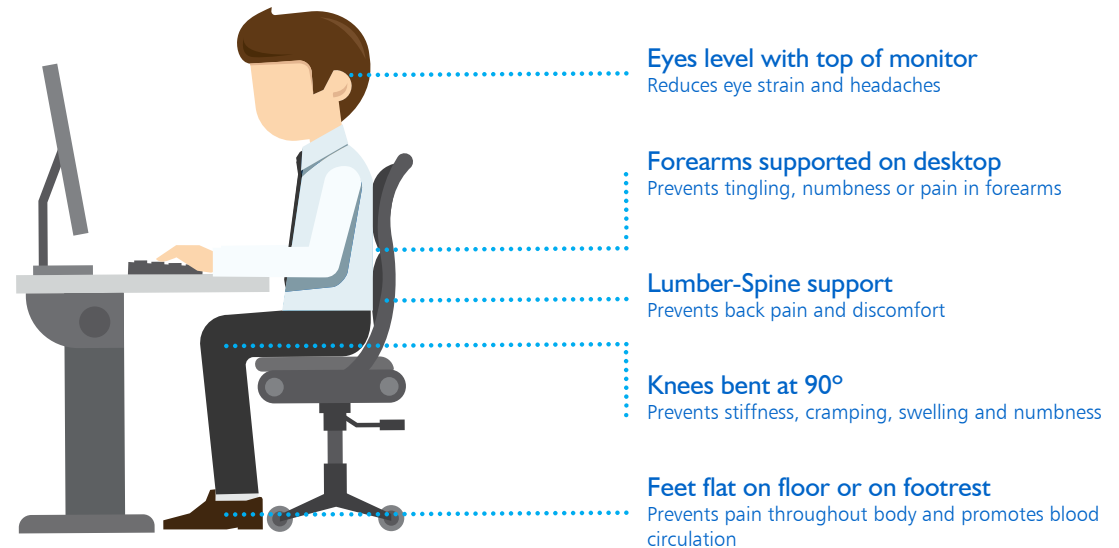 Eyes level with top of monitor
Reduces eye strain and headaches
Forearms supported on desktop
Prevents tingling, numbness or pain in forearms
Lumber-Spine support
Prevents back pain and discomfort
Knees bent at 90º
Prevents stiffness, cramping, swelling and numbness
Feet flat on floor or on footrest
Prevents pain throughout body and promotes blood
circulation